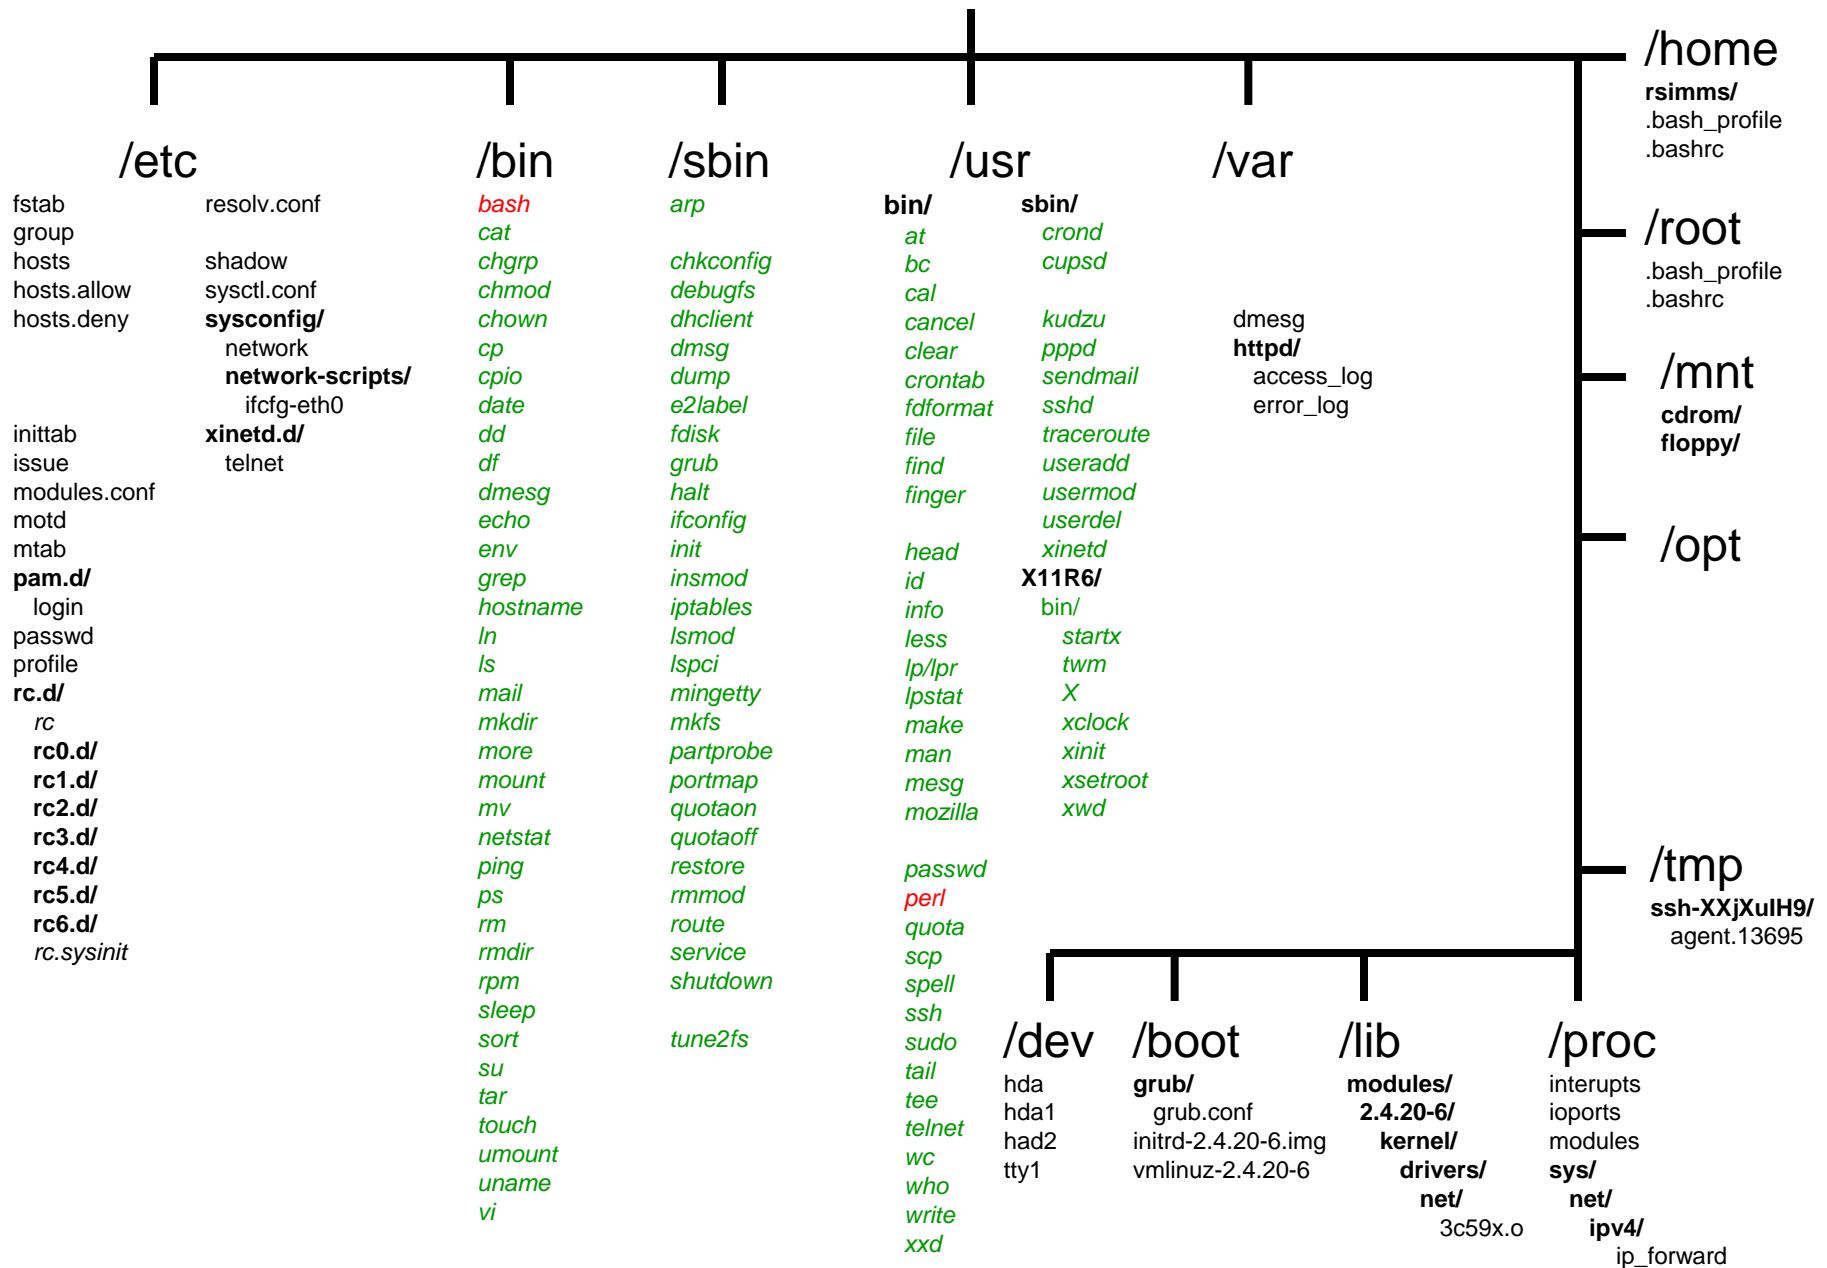 /home
rsimms/
.bash_profile
.bashrc
/etc
fstab
group
hosts
hosts.allow
hosts.deny
inittab
issue
modules.conf
motd
mtab
pam.d/
login
passwd
profile
rc.d/
rc
rc0.d/
rc1.d/
rc2.d/
rc3.d/
rc4.d/
rc5.d/
rc6.d/
rc.sysinit
resolv.conf
shadow
sysctl.conf
sysconfig/
network
network-scripts/
ifcfg-eth0
xinetd.d/
telnet
/bin
bash
cat
chgrp
chmod
chown
cp
cpio
date
dd
df
dmesg
echo
env
grep
hostname
ln
ls
mail
mkdir
more
mount
mv
netstat
ping
ps
rm
rmdir
rpm
sleep
sort
su
tar
touch
umount
uname
vi
/sbin
arp
chkconfig
debugfs
dhclient
dmsg
dump
e2label
fdisk
grub
halt
ifconfig
init
insmod
iptables
lsmod
lspci
mingetty
mkfs
partprobe
portmap
quotaon
quotaoff
restore
rmmod
route
service
shutdown
tune2fs
/usr
bin/
at
bc
cal
cancel
clear
crontab
fdformat
file
find
finger
head
id
info
less
lp/lpr
lpstat
make
man
mesg
mozilla
passwd
perl
quota
scp
spell
ssh
sudo
tail
tee
telnet
wc
who
write
xxd
sbin/
crond
cupsd
kudzu
pppd
sendmail
sshd
traceroute
useradd
usermod
userdel
xinetd
X11R6/
bin/
startx
twm
X
xclock
xinit
xsetroot
xwd
/var
dmesg
httpd/
access_log
error_log
/root
.bash_profile
.bashrc
/mnt
cdrom/
floppy/
/opt
/tmp
ssh-XXjXuIH9/
agent.13695
/dev
hda
hda1
had2
tty1
/boot
grub/
grub.conf
initrd-2.4.20-6.img
vmlinuz-2.4.20-6
/lib
modules/
2.4.20-6/
kernel/
drivers/
net/
3c59x.o
/proc
interupts
ioports
modules
sys/
net/
ipv4/
ip_forward